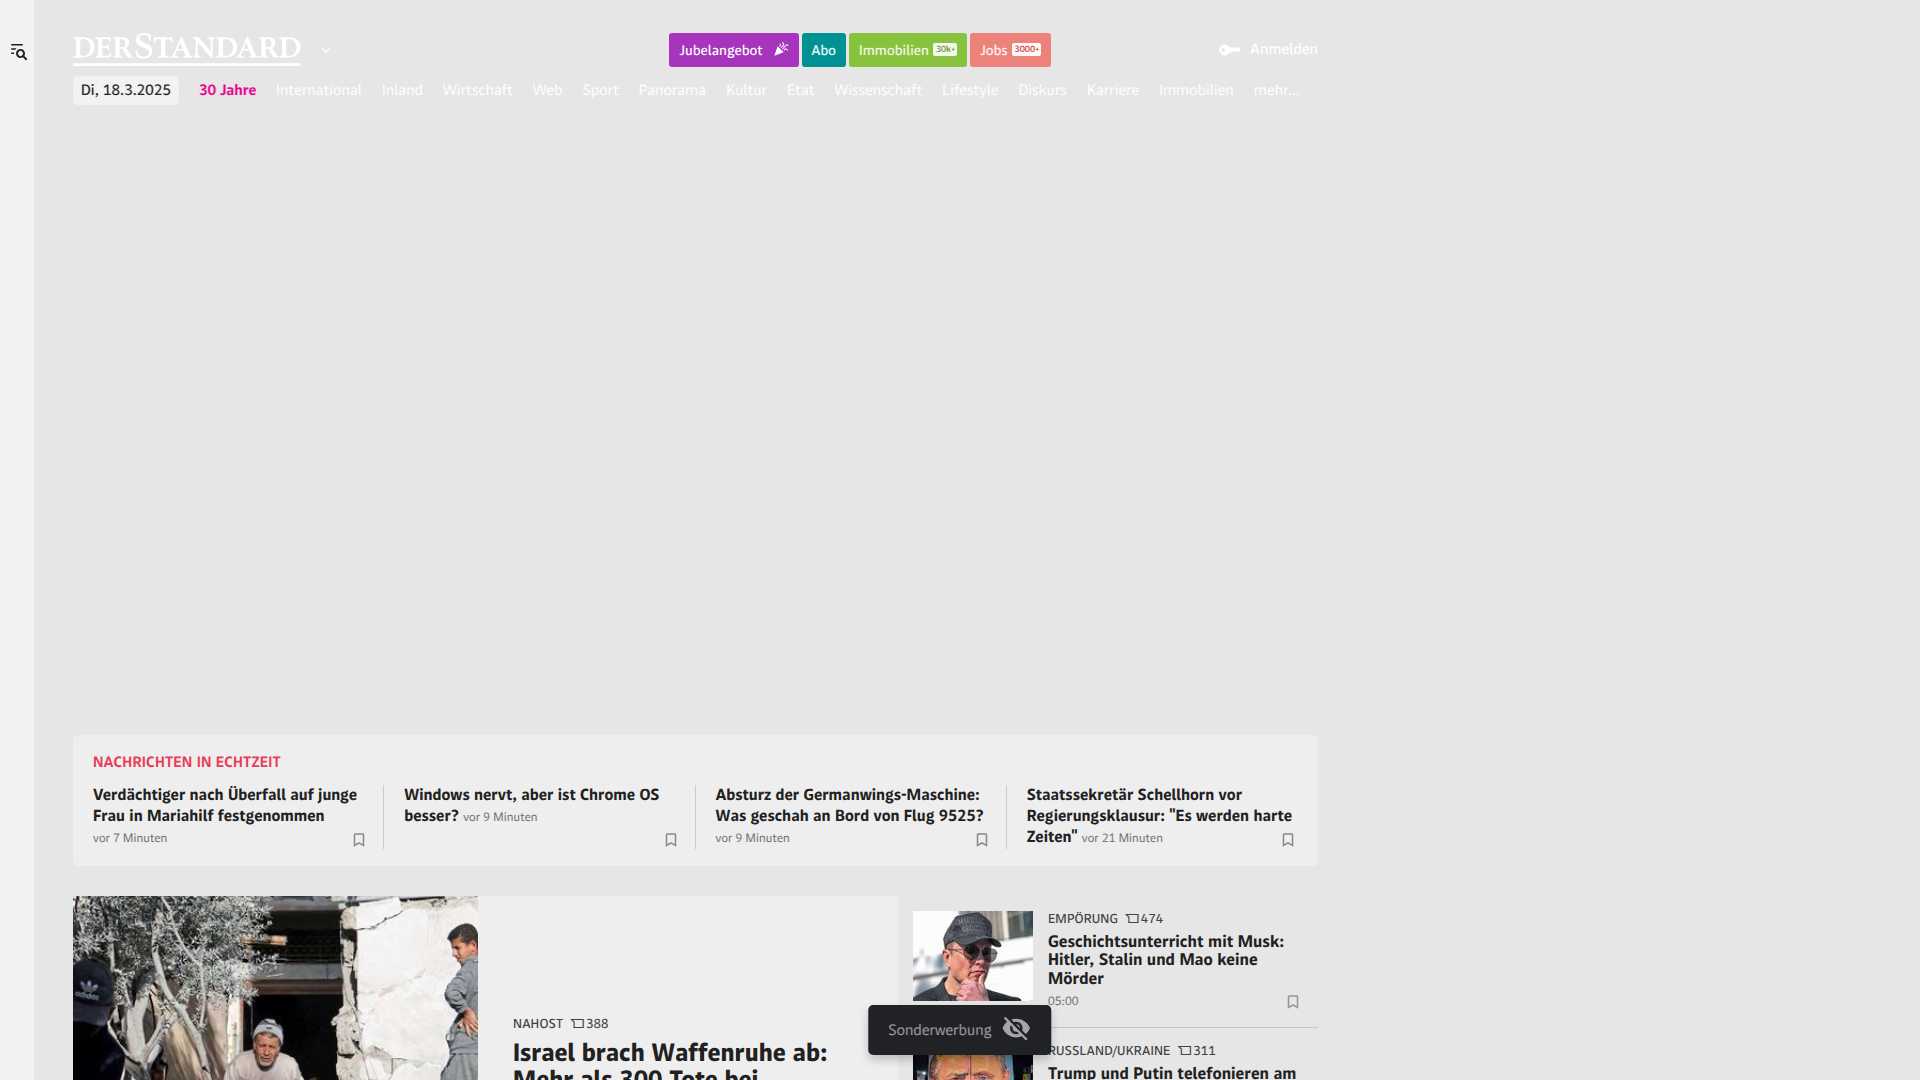 DERSTANDARD
Jubelangebot
Abo
Immobilien 30k+
Jobs 3000+
Anmelden
Di, 18.3.2025
30 Jahre
International
Inland
Wirtschaft
Web
Sport
Panorama
Kultur
Etat
Wissenschaft
Lifestyle
Diskurs
Karriere
Immobilien
mehr...
NACHRICHTEN IN ECHTZEIT
Verdächtiger nach Überfall auf junge
Frau in Mariahilf festgenommen
vor 7 Minuten
Windows nervt, aber ist Chrome OS
besser? vor 9 Minuten
Absturz der Germanwings-Maschine:
Was geschah an Bord von Flug 9525?
vor 9 Minuten
Staatssekretär Schellhorn vor
Regierungsklausur: "Es werden harte
Zeiten" vor 21 Minuten
adidas
NAHOST 388
Israel brach Waffenruhe ab:
Mehr als 300 Tote bei
EMPÖRUNG 474
Geschichtsunterricht mit Musk:
Hitler, Stalin und Mao keine
Mörder
05:00
Sonderwerbung
RUSSLAND/UKRAINE 311
Trump und Putin telefonieren am